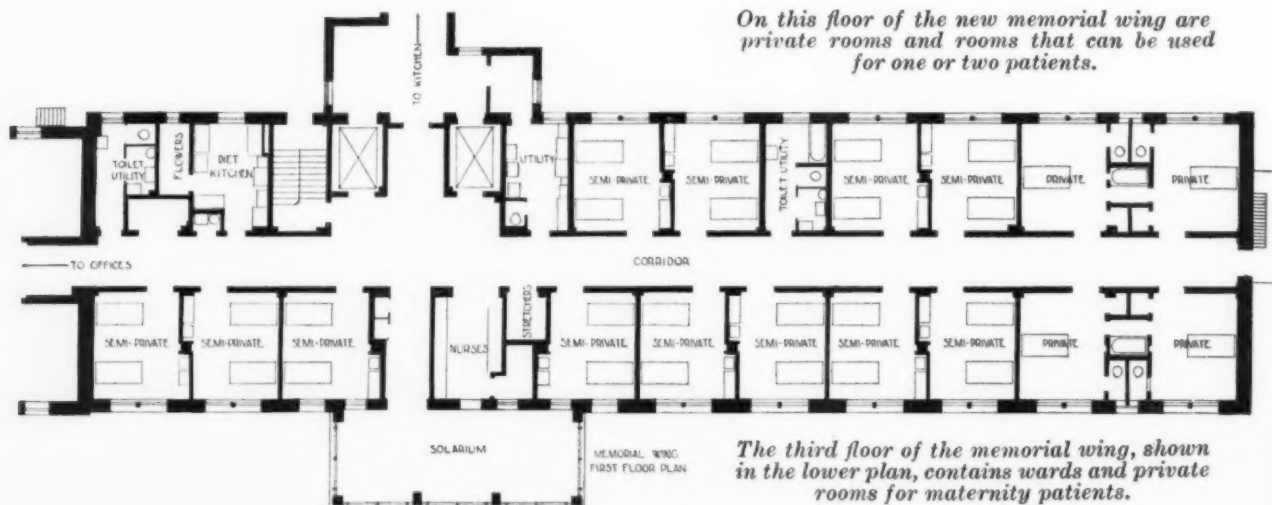 On this floor of the new memorial wing are
private rooms and rooms that can be used
for one or two patients.
TO KITCHEN
TOILET
UTILITY
FLOWERS
DIET
KITCHEN
UTILITY
SEMI-PRIVATE
SEMI-PRIVATE
TOILET UTILITY
SEMI-PRIVATE
SEMI-PRIVATE
PRIVATE
PRIVATE
TO OFFICES
CORRIDOR
SEMI-PRIVATE
SEMI-PRIVATE
SEMI-PRIVATE
NURSES
STRETCHERS
SEMI-PRIVATE
SEMI-PRIVATE
SEMI-PRIVATE
SEMI-PRIVATE
SEMI-PRIVATE
PRIVATE
PRIVATE
SOLARIUM
MEMORIAL WING
FIRST FLOOR PLAN
The third floor of the memorial wing, shown
in the lower plan, contains wards and private
rooms for maternity patients.